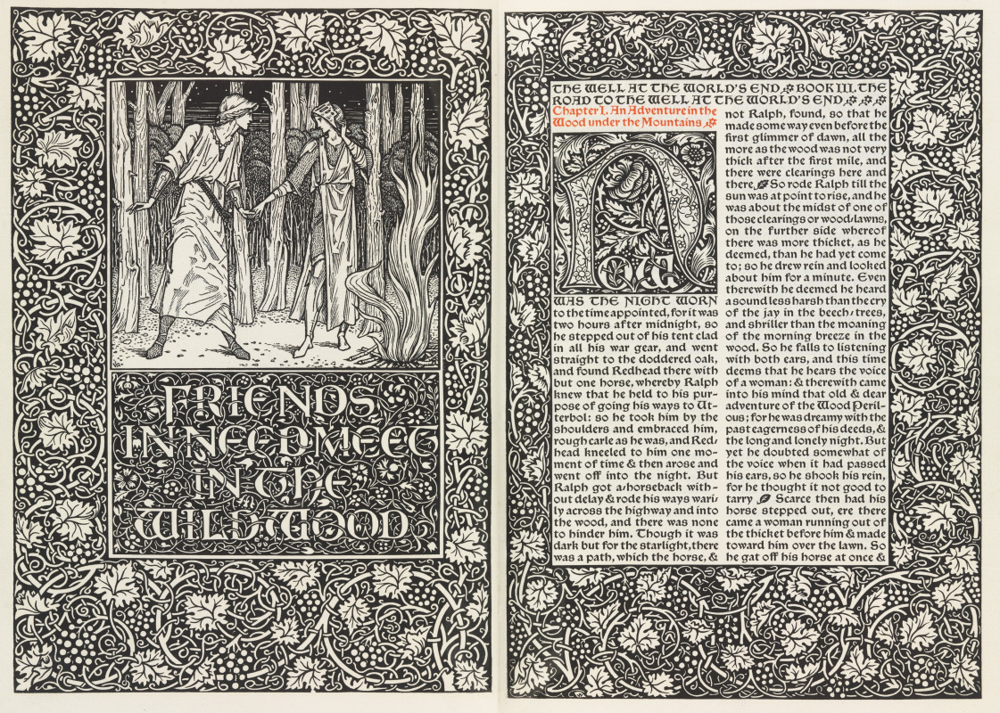 FRIENDS
IN NEED MEET
IN THE
WILD WOOD
THE WELL AT THE WORLD'S END. BOOK III. THE
ROAD TO THE WELL AT THE WORLD'S END.
Chapter I. An Adventure in the
Wood under the Mountains
NOW
WAS THE NIGHT WORN
to the time appointed, for it was
two hours after midnight, so
he stepped out of his tent clad
in all his war gear, and went
straight to the doddered oak,
and found Redhead there with
but one horse, whereby Ralph
knew that he held to his pur-
pose of going his ways to Ut-
terbol: so he took him by the
shoulders and embraced him,
rough carle as he was, and Red-
head kneeled to him one mo-
ment of time & then arose and
went off into the night. But
Ralph got a-horseback with-
out delay & rode his ways wari-
ly across the highway and into
the wood, and there was none
to hinder him. Though it was
dark but for the starlight, there
was a path, which the horse, &
not Ralph, found, so that he
made some way even before the
first glimmer of dawn, all the
more as the wood was not very
thick after the first mile, and
there were clearings here and
there. So rode Ralph till the
sun was at point to rise, and he
was about the midst of one of
those clearings or wood-lawns,
on the further side whereof
there was more thicket, as he
deemed, than he had yet come
to; so he drew rein and looked
about him for a minute. Even
therewith he deemed he heard
a sound less harsh than the cry
of the jay in the beech-trees,
and shriller than the moaning
of the morning breeze in the
wood. So he falls to listening
with both ears, and this time
deems that he hears the voice
of a woman: & therewith came
into his mind that old & dear
adventure of the Wood Peril-
ous; for he was dreamy with the
past eagerness of his deeds, &
the long and lonely night. But
yet he doubted somewhat of
the voice when it had passed
his ears, so he shook his rein,
for he thought it not good to
tarry Scarce then had his
horse stepped out, ere there
came a woman running out of
the thicket before him & made
toward him over the lawn. So
he gat off his horse at once &